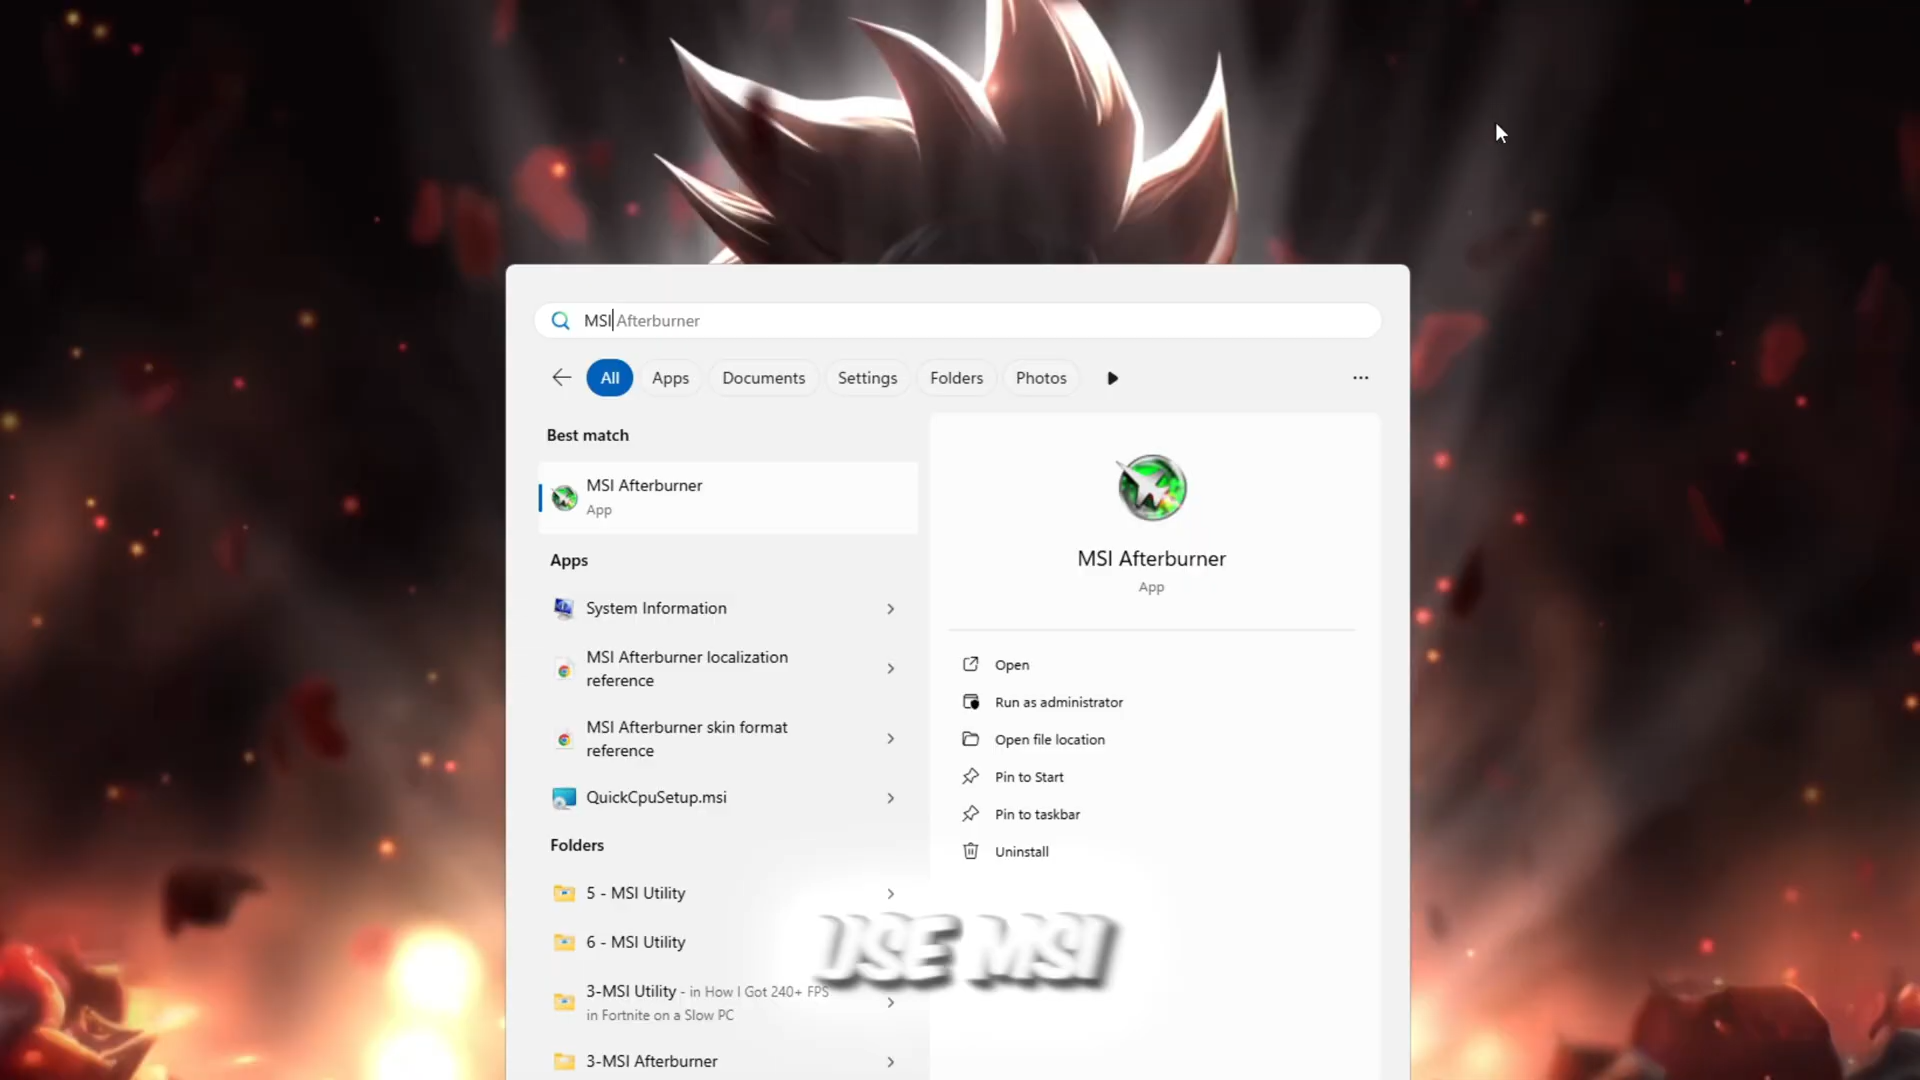 MSI Afterburner
All Apps Documents Settings Folders Photos
Best match
MSI Afterburner
App
Apps
System Information
MSI Afterburner localization
reference
MSI Afterburner skin format
reference
QuickCpuSetup.msi
Folders
5 - MSI Utility
6 - MSI Utility
3-MSI Utility - in How I Got 240+ FPS
in Fortnite on a Slow PC
3-MSI Afterburner
MSI Afterburner
App
Open
Run as administrator
Open file location
Pin to Start
Pin to taskbar
Uninstall
USE MSI